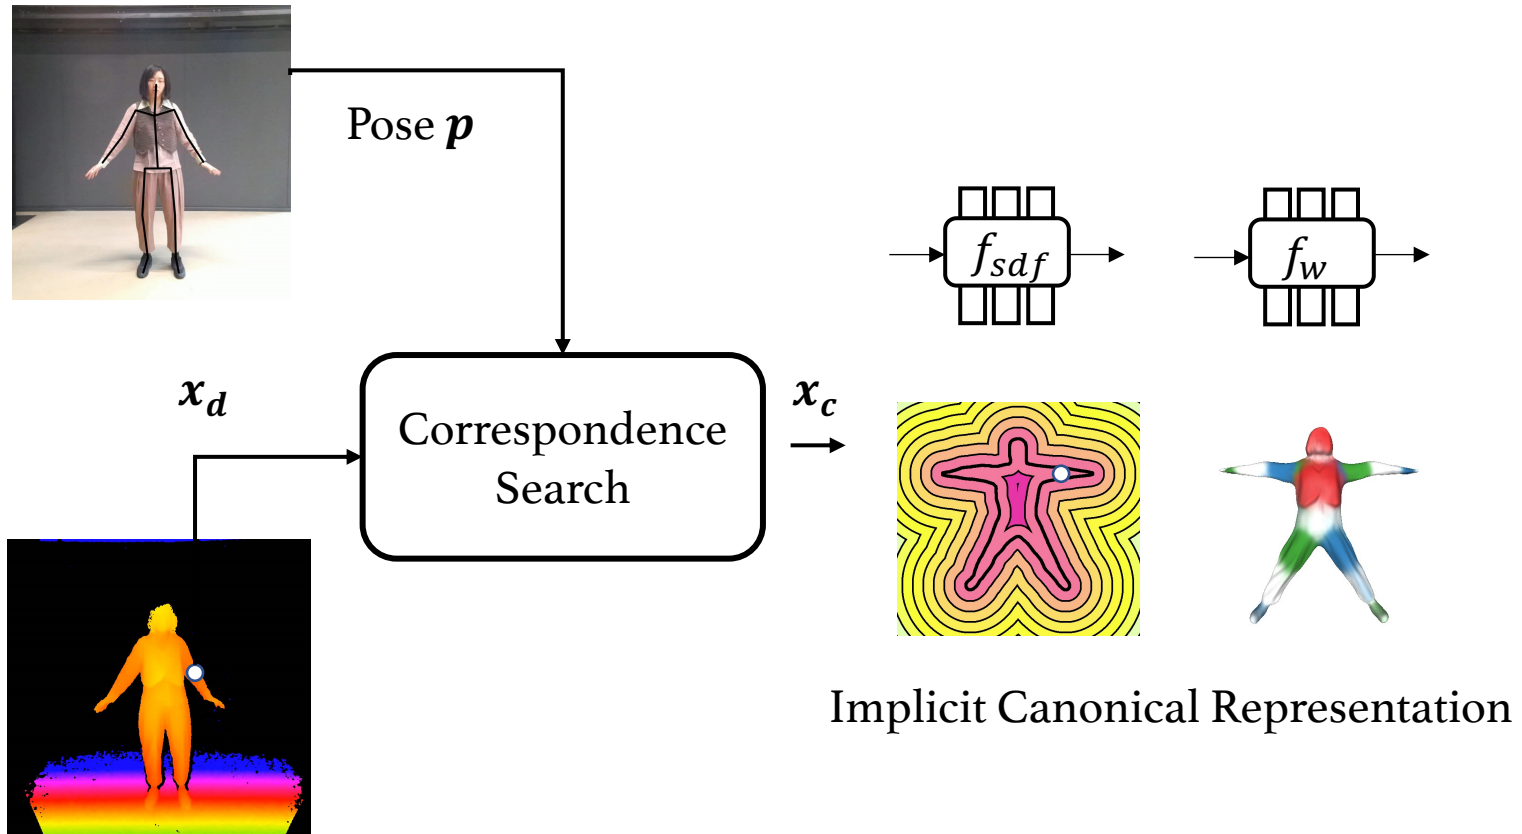 Pose p
f_sdf
f_w
x_d
x_c
Correspondence
Search
Implicit Canonical Representation